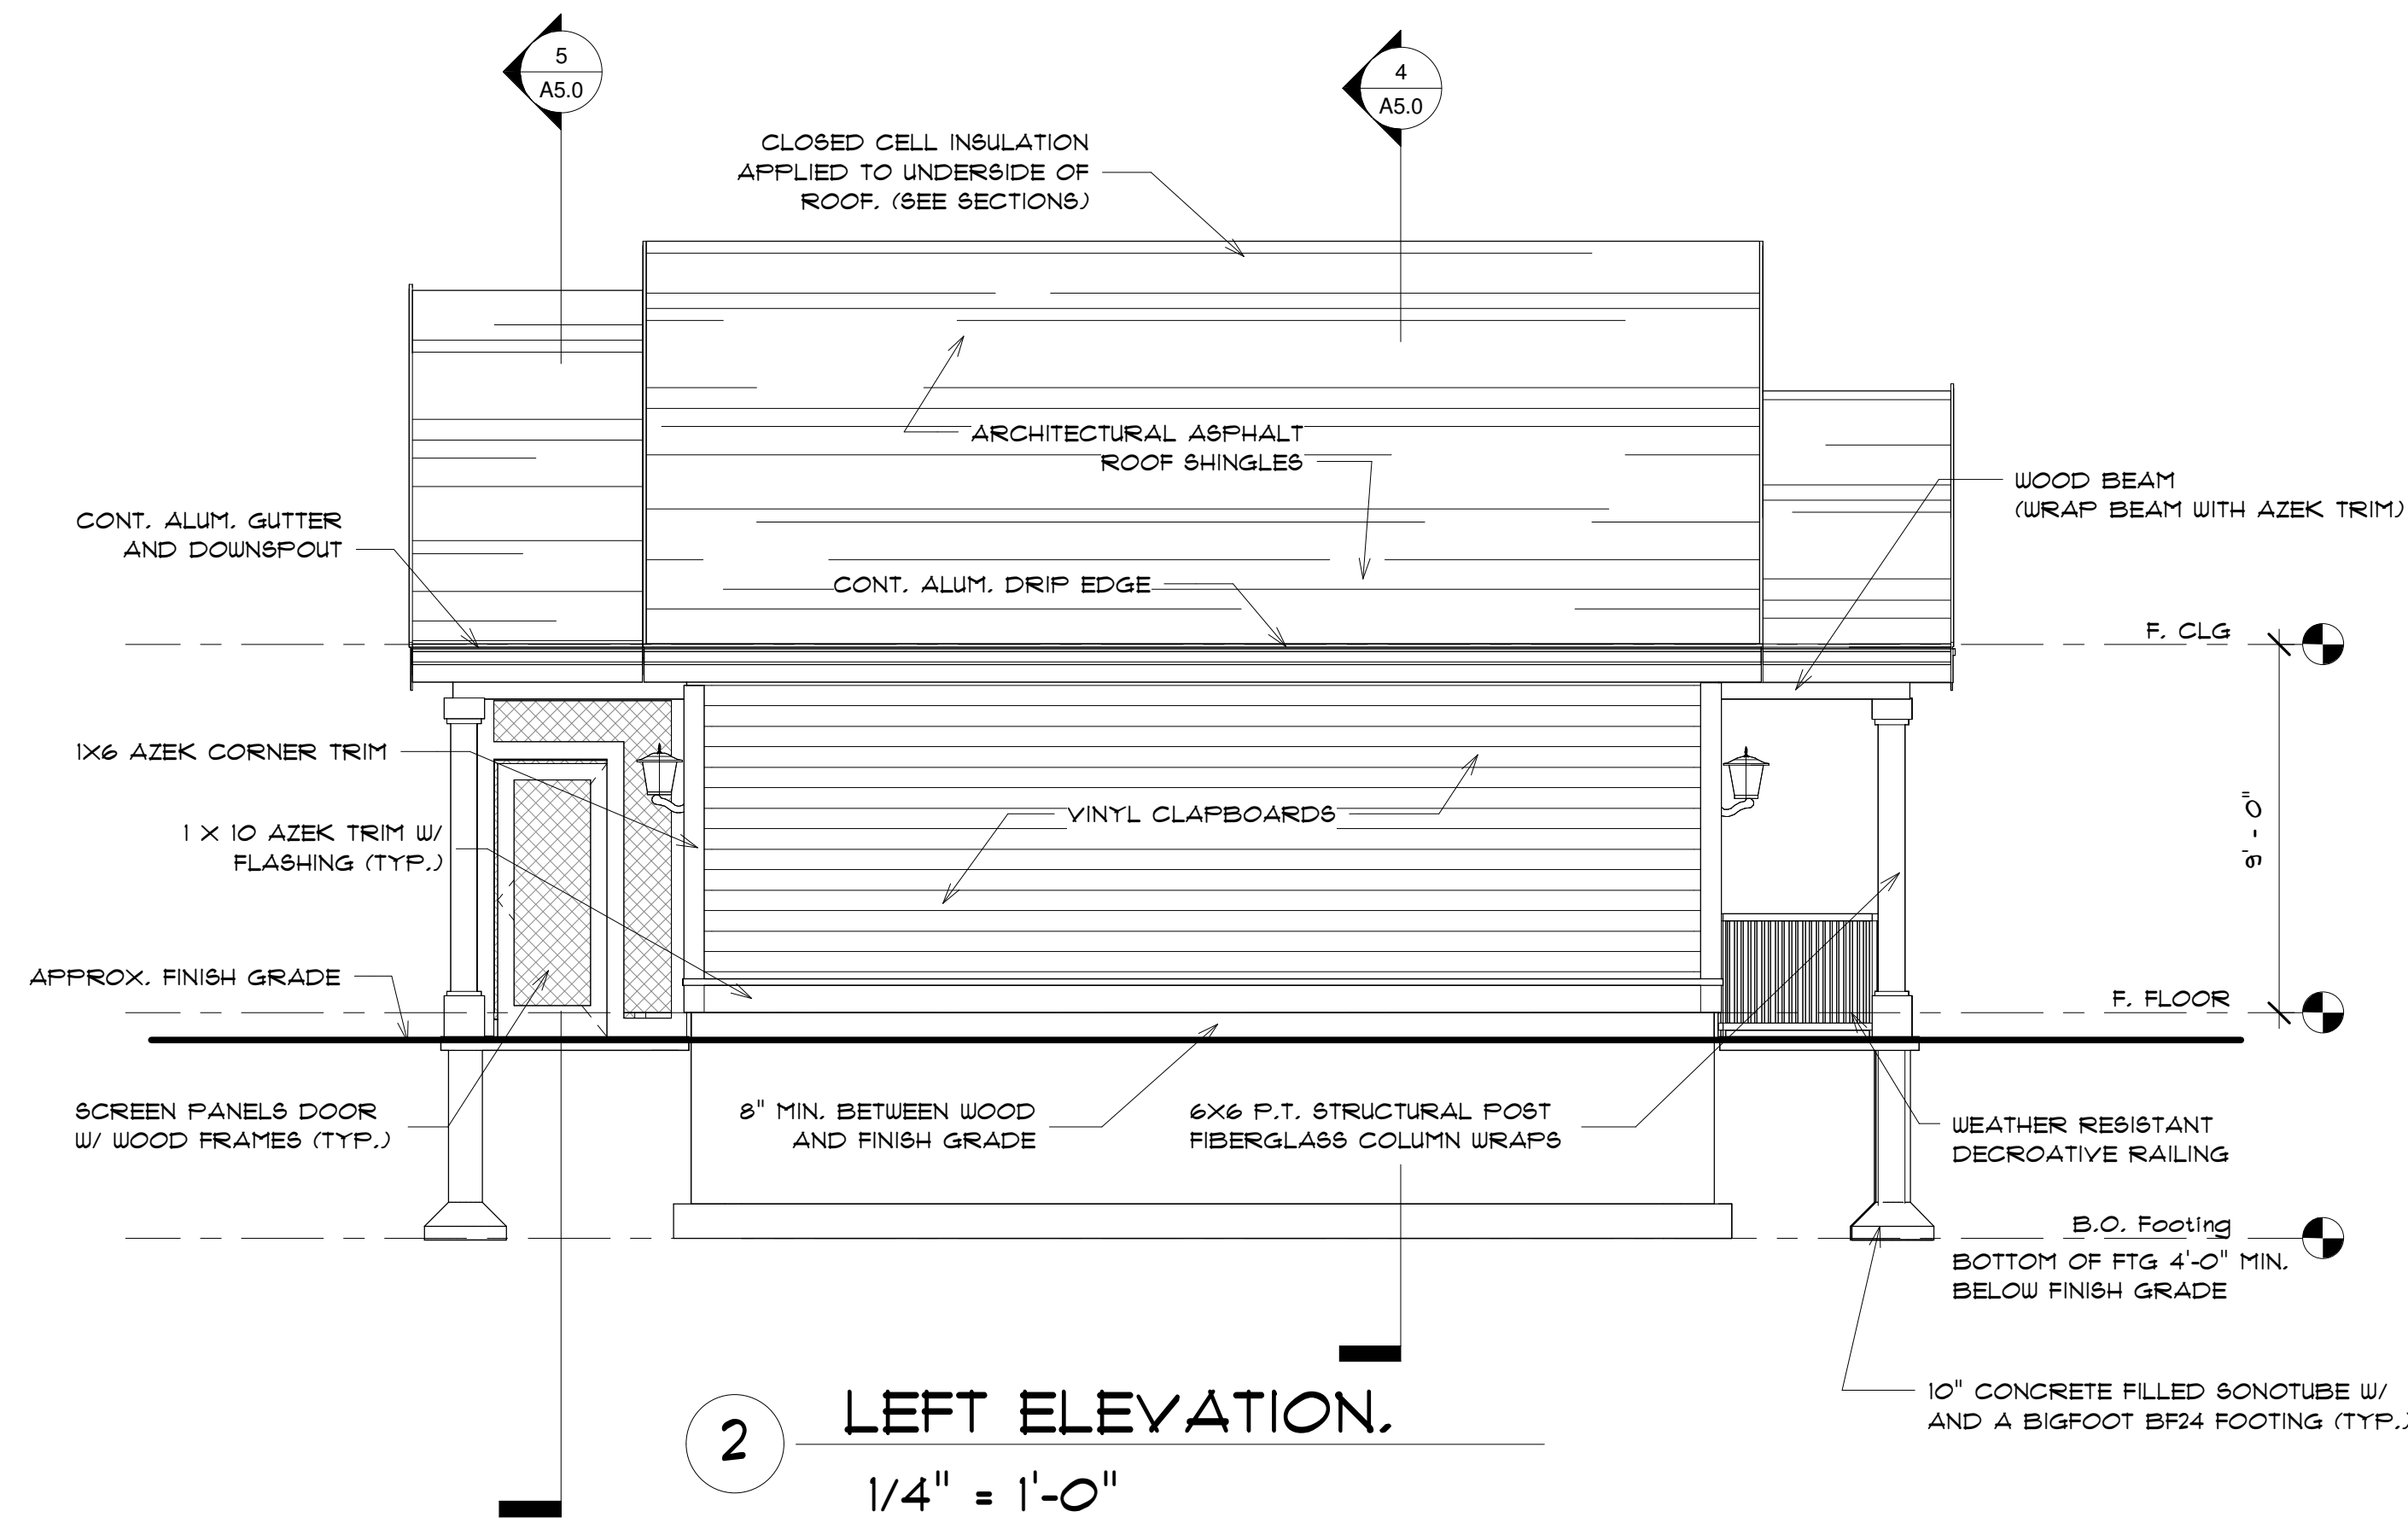 5
A5.0
4
A5.0
CLOSED CELL INSULATION
APPLIED TO UNDERSIDE OF
ROOF. (SEE SECTIONS)
ARCHITECTURAL ASPHALT
ROOF SHINGLES
WOOD BEAM
(WRAP BEAM WITH AZEK TRIM)
CONT. ALUM. GUTTER
AND DOWNSPOUT
CONT. ALUM. DRIP EDGE
F. CLG
1X6 AZEK CORNER TRIM
1 X 10 AZEK TRIM W/
FLASHING (TYP.)
VINYL CLAPBOARDS
9' - 0"
APPROX. FINISH GRADE
F. FLOOR
SCREEN PANELS DOOR
W/ WOOD FRAMES (TYP.)
8" MIN. BETWEEN WOOD
AND FINISH GRADE
6X6 P.T. STRUCTURAL POST
FIBERGLASS COLUMN WRAPS
WEATHER RESISTANT
DECROATIVE RAILING
B.O. Footing
BOTTOM OF FTG 4'-0" MIN.
BELOW FINISH GRADE
10" CONCRETE FILLED SONOTUBE W/
AND A BIGFOOT BF24 FOOTING (TYP.)
2
LEFT ELEVATION.
1/4" = 1'-0"